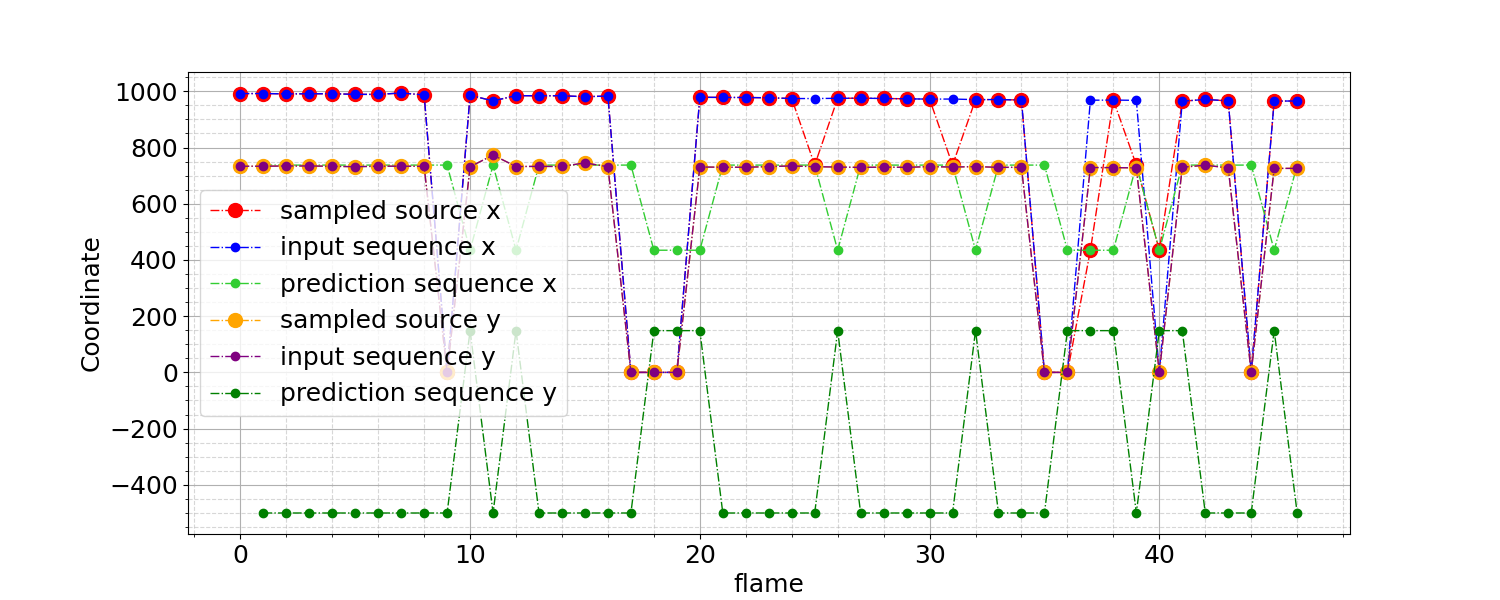 1000
800
600
400
200
0
−200
−400
Coordinate
sampled source x
input sequence x
prediction sequence x
sampled source y
input sequence y
prediction sequence y
0 10 20 30 40
flame